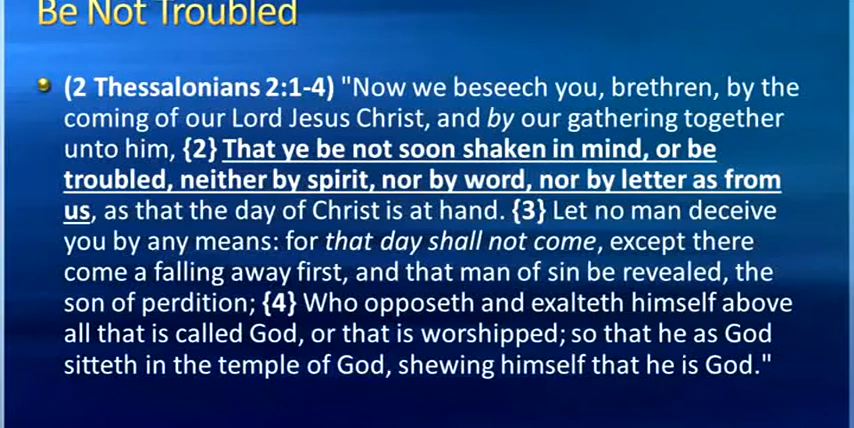 Be Not Troubled
(2 Thessalonians 2:1-4) "Now we beseech you, brethren, by the
coming of our Lord Jesus Christ, and by our gathering together
unto him, {2} That ye be not soon shaken in mind, or be
troubled, neither by spirit, nor by word, nor by letter as from
us, as that the day of Christ is at hand. {3} Let no man deceive
you by any means: for that day shall not come, except there
come a falling away first, and that man of sin be revealed, the
son of perdition; {4} Who opposeth and exalteth himself above
all that is called God, or that is worshipped; so that he as God
sitteth in the temple of God, shewing himself that he is God."